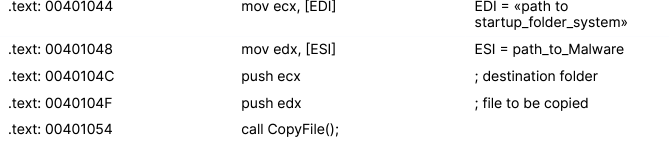 .text: 00401044 mov ecx, [EDI] EDI = «path to
startup_folder_system»
.text: 00401048 mov edx, [ESI] ESI = path_to_Malware
.text: 0040104C push ecx ; destination folder
.text: 0040104F push edx ; file to be copied
.text: 00401054 call CopyFile();